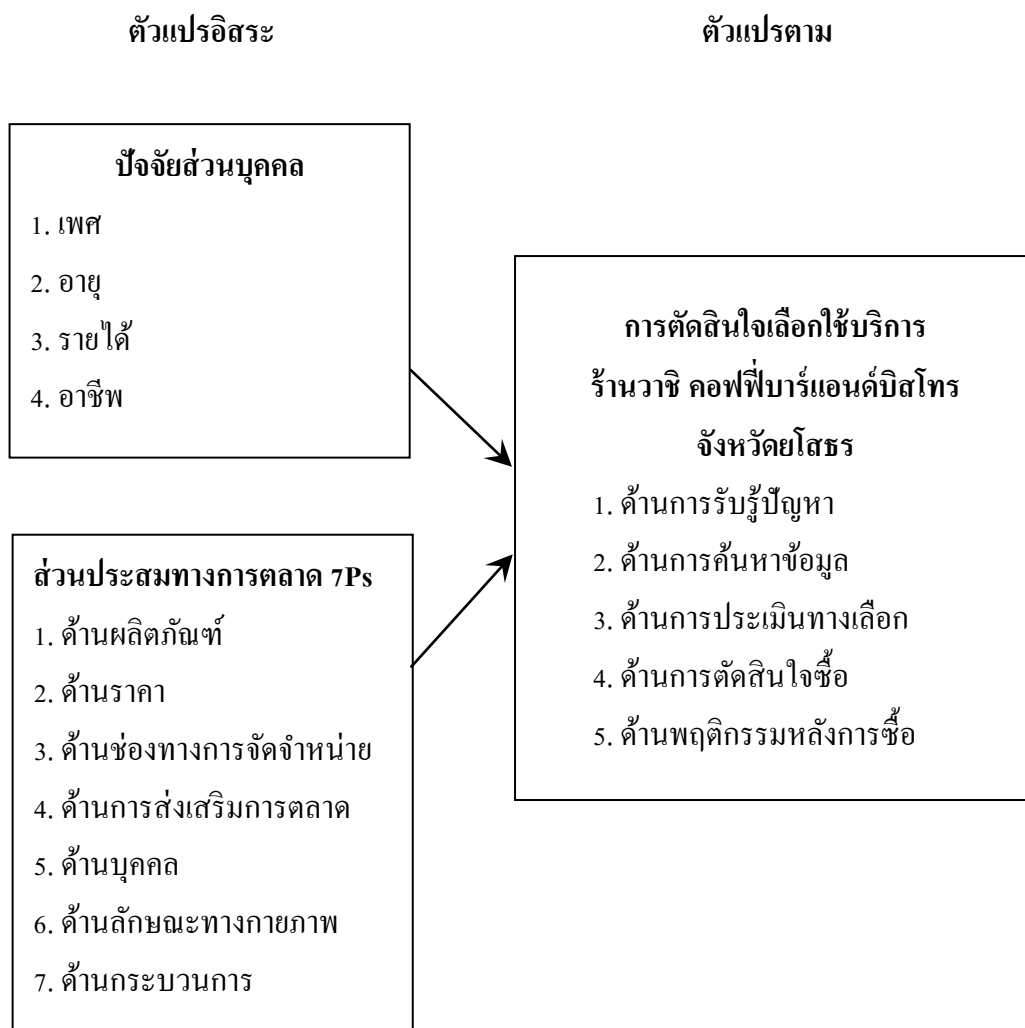 ตัวแปรอิสระ
ตัวแปรตาม
ปัจจัยส่วนบุคคล
1. เพศ
2. อายุ
3. รายได้
4. อาชีพ
ส่วนประสมทางการตลาด 7Ps
1. ด้านผลิตภัณฑ์
2. ด้านราคา
3. ด้านช่องทางการจัดจำหน่าย
4. ด้านการส่งเสริมการตลาด
5. ด้านบุคคล
6. ด้านลักษณะทางกายภาพ
7. ด้านกระบวนการ
การตัดสินใจเลือกใช้บริการ
ร้านวาชิ คอฟฟี่บาร์แอนด์บิสโทร
จังหวัดยโสธร
1. ด้านการรับรู้ปัญหา
2. ด้านการค้นหาข้อมูล
3. ด้านการประเมินทางเลือก
4. ด้านการตัดสินใจซื้อ
5. ด้านพฤติกรรมหลังการซื้อ